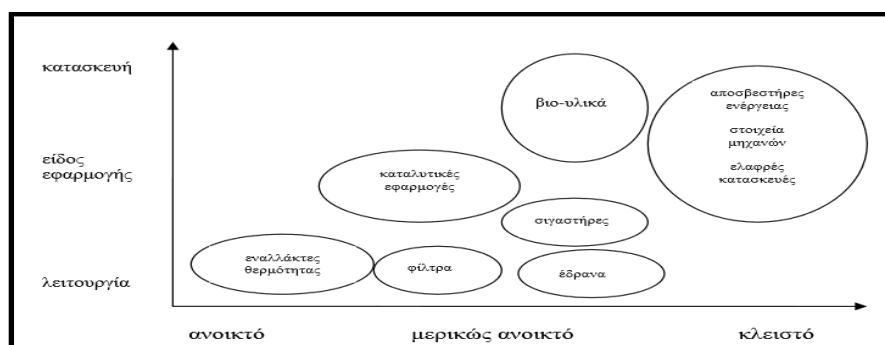 κατασκευή
είδος
εφαρμογής
λειτουργία
βιο-υλικά
αποσβεστήρες
ενέργειας
στοιχεία
μηχανών
ελαφρές
κατασκευές
καταλυτικές
εφαρμογές
σιγαστήρες
εναλλάκτες
θερμότητας
φίλτρα
έδρανα
ανοικτό
μερικώς ανοικτό
κλειστό